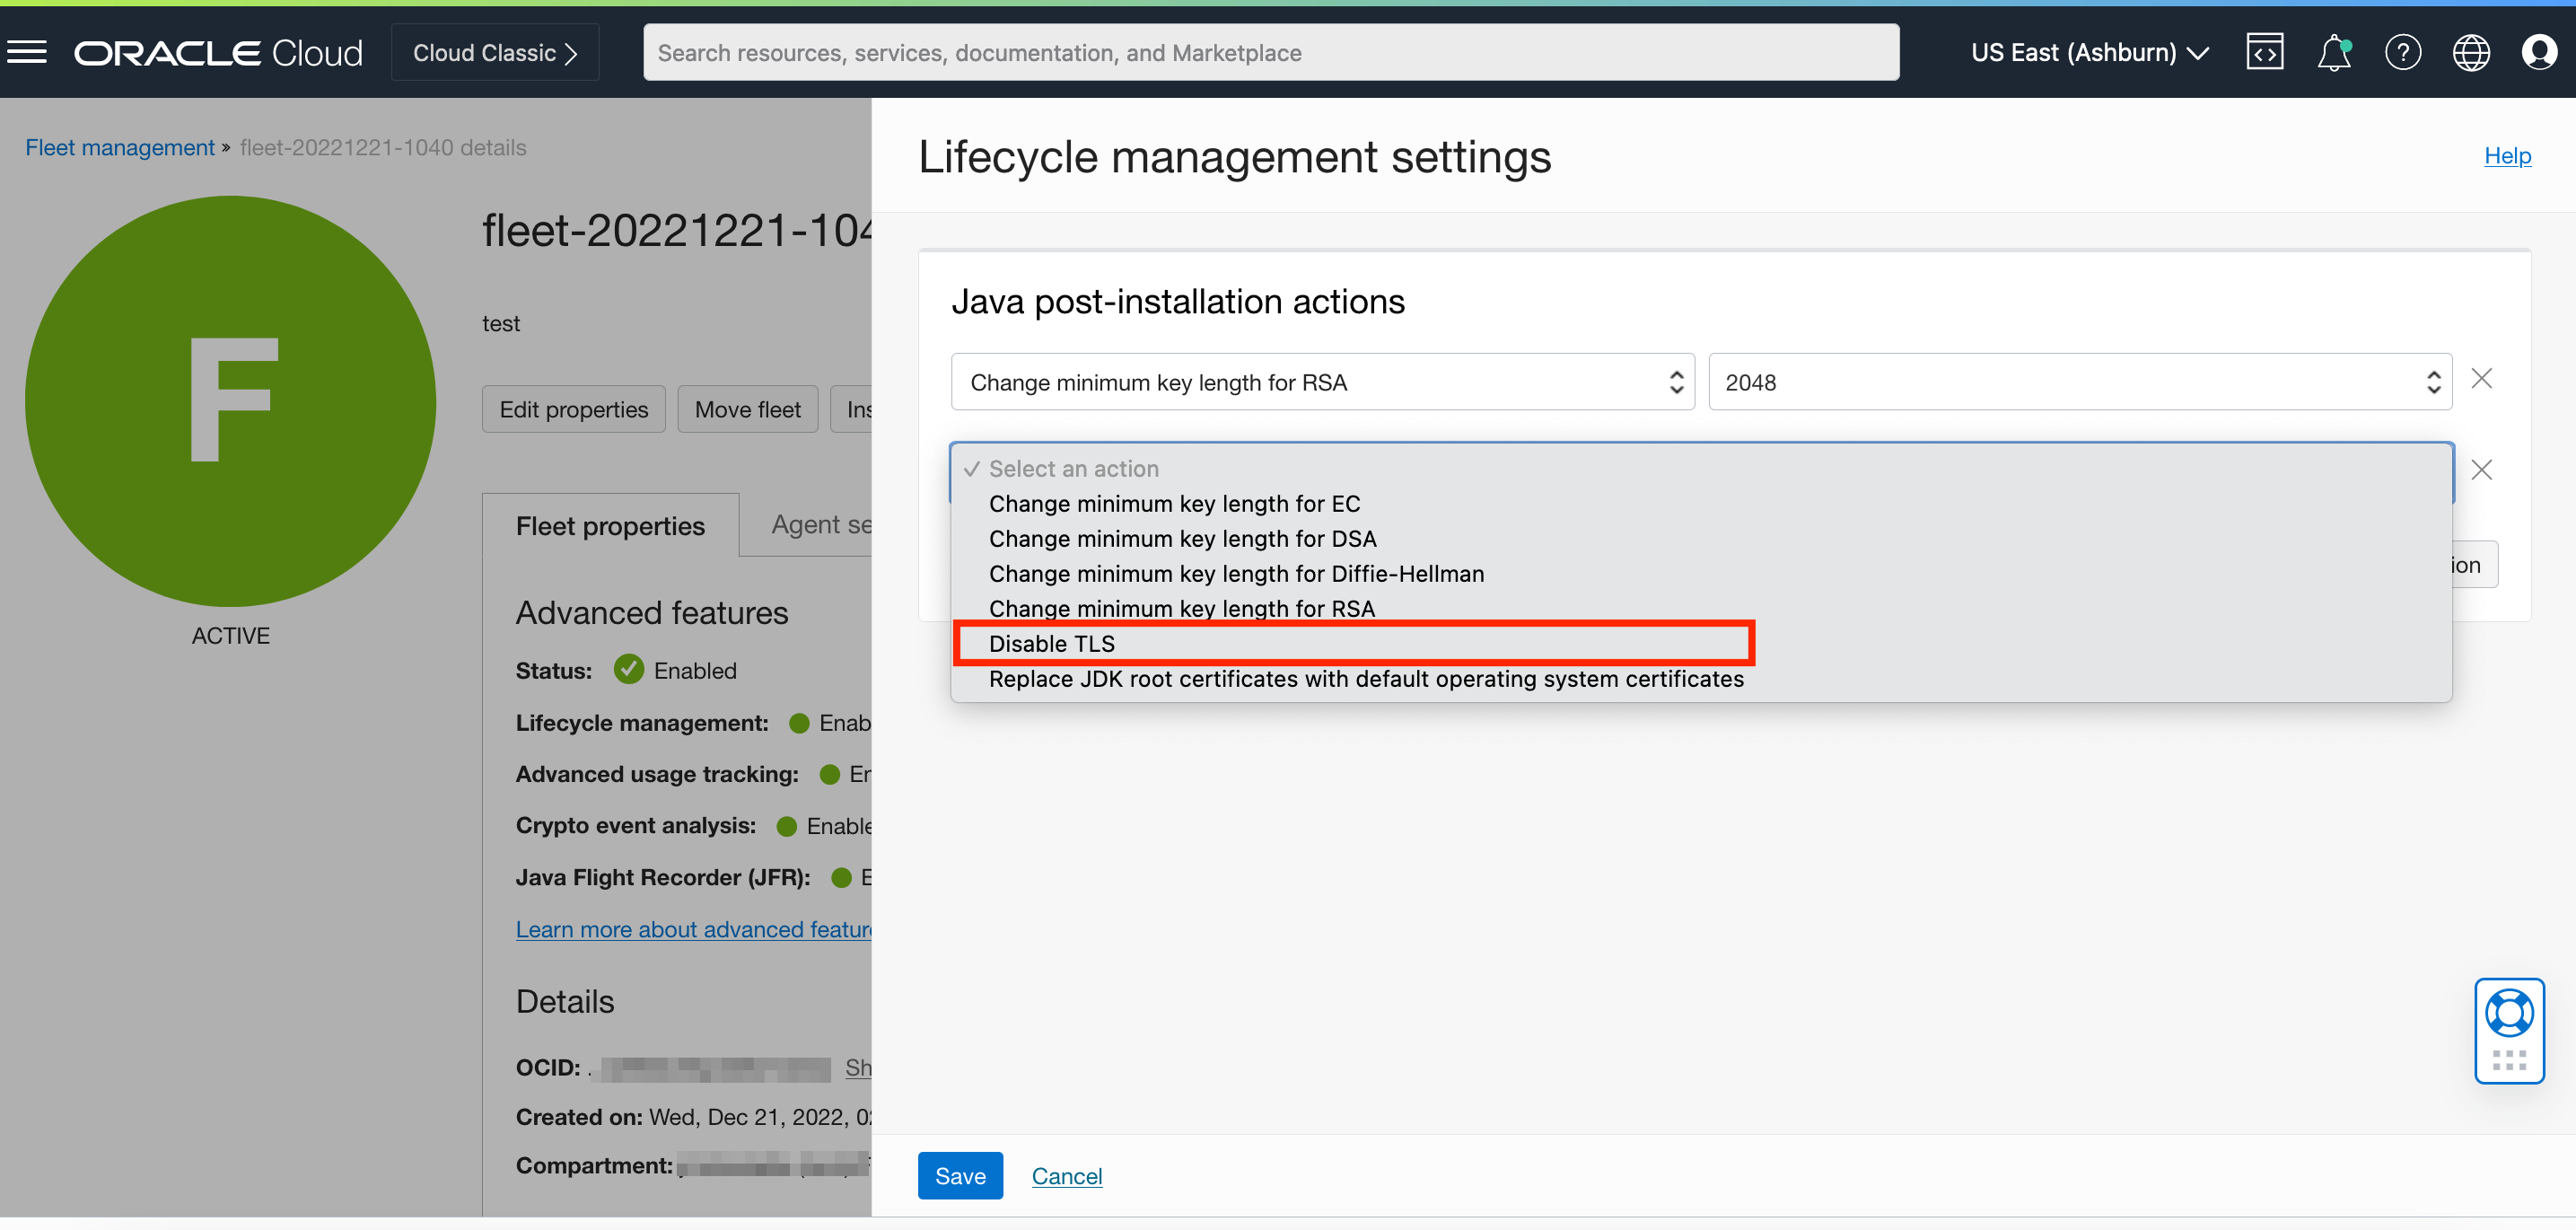 ORACLE Cloud
Cloud Classic
Search resources, services, documentation, and Marketplace
US East (Ashburn)
Fleet management » fleet-20221221-1040 details
F
ACTIVE
fleet-20221221-104
test
Edit properties
Move fleet
Ins
Fleet properties
Agent se
Advanced features
Status: Enabled
Lifecycle management: Enab
Advanced usage tracking: En
Crypto event analysis: Enable
Java Flight Recorder (JFR): E
Learn more about advanced feature
Details
OCID:
Sh
Created on: Wed, Dec 21, 2022, 02
Compartment:
Lifecycle management settings
Help
Java post-installation actions
Change minimum key length for RSA
2048
Select an action
Change minimum key length for EC
Change minimum key length for DSA
Change minimum key length for Diffie-Hellman
Change minimum key length for RSA
Disable TLS
Replace JDK root certificates with default operating system certificates
ion
Save
Cancel